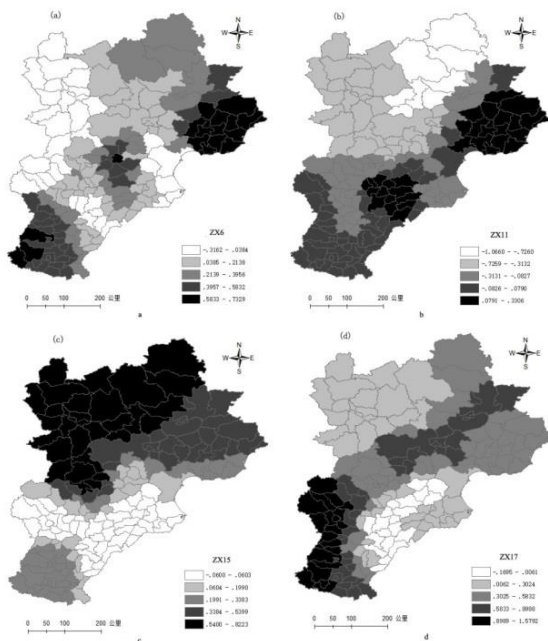 (a)
N
W E
S
ZX6
-.3162 - .0384
.0385 - .2138
.2139 - .3956
.3957 - .5832
.5833 - .7329
0 50 100 200 公里
a
(b)
N
W E
S
ZX11
-1.0660 - -.7260
-.7259 - -.3132
-.3131 - -.0827
-.0826 - .0790
.0791 - .3306
0 50 100 200 公里
b
(c)
N
W E
S
ZX15
-.0608 - .0603
.0604 - .1990
.1991 - .3383
.3384 - .5399
.5400 - .8223
0 50 100 200 公里
c
(d)
N
W E
S
ZX17
-.1695 - .0061
.0062 - .3024
.3025 - .5832
.5833 - .8988
.8989 - 1.5762
0 50 100 200 公里
d